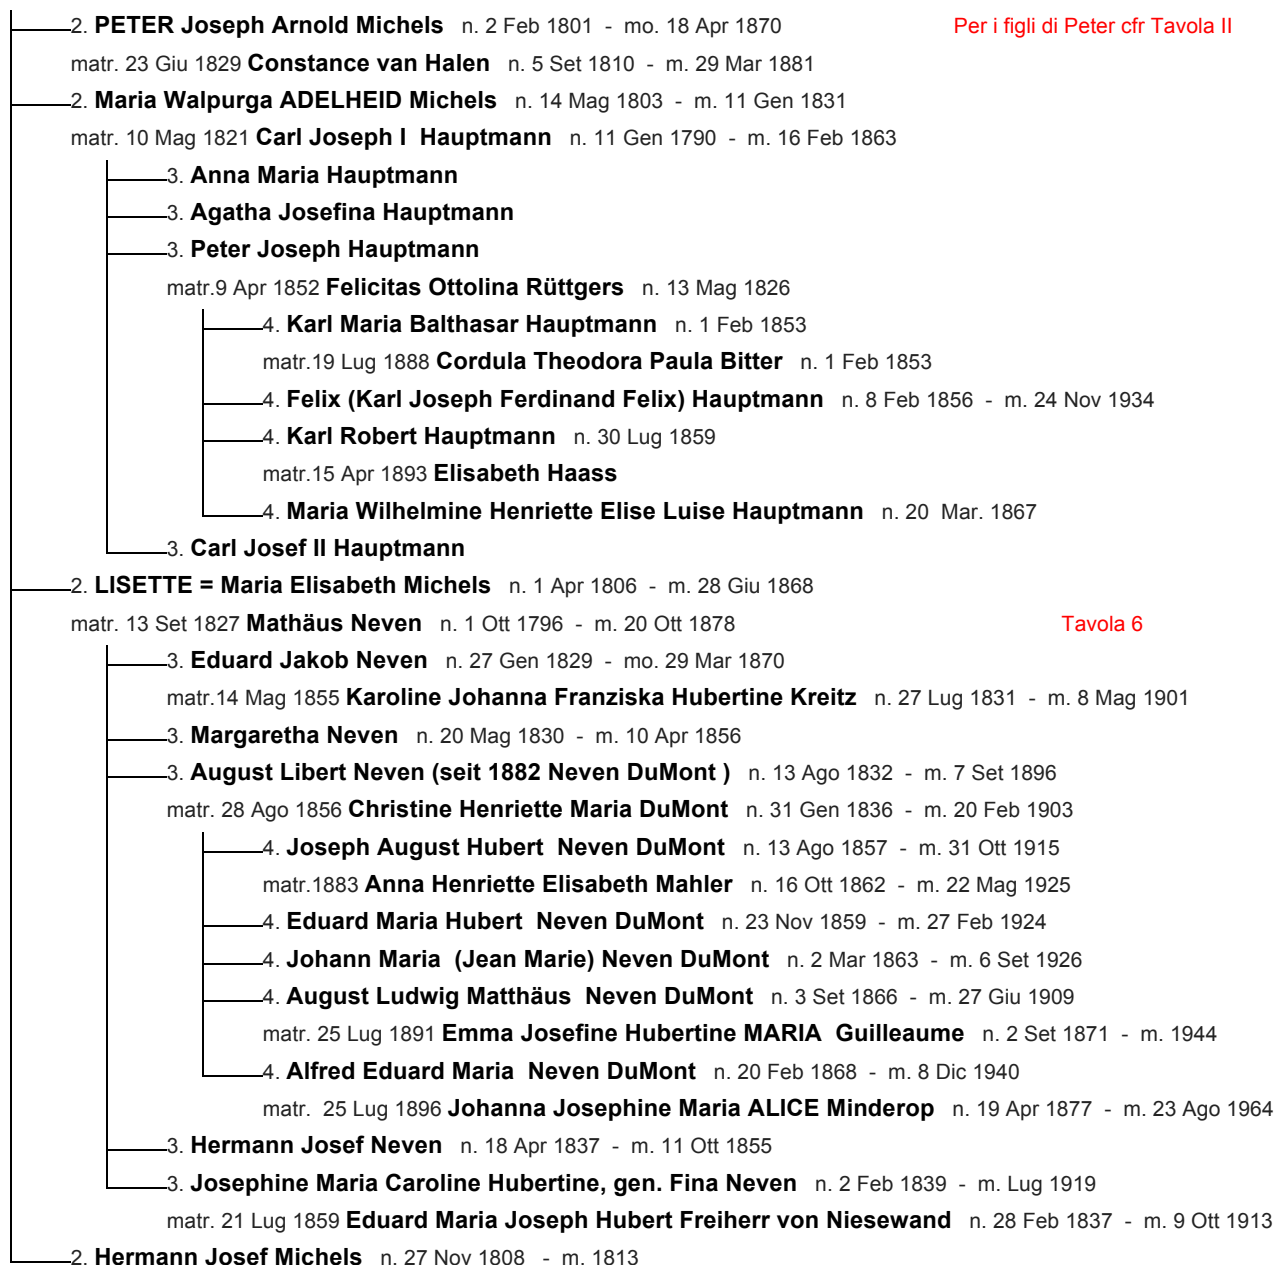 2. PETER Joseph Arnold Michels n. 2 Feb 1801 - mo. 18 Apr 1870 Per i figli di Peter cfr Tavola II
matr. 23 Giu 1829 Constance van Halen n. 5 Set 1810 - m. 29 Mar 1881
2. Maria Walpurga ADELHEID Michels n. 14 Mag 1803 - m. 11 Gen 1831
matr. 10 Mag 1821 Carl Joseph I Hauptmann n. 11 Gen 1790 - m. 16 Feb 1863
3. Anna Maria Hauptmann
3. Agatha Josefina Hauptmann
3. Peter Joseph Hauptmann
matr.9 Apr 1852 Felicitas Ottolina Rüttgers n. 13 Mag 1826
4. Karl Maria Balthasar Hauptmann n. 1 Feb 1853
matr.19 Lug 1888 Cordula Theodora Paula Bitter n. 1 Feb 1853
4. Felix (Karl Joseph Ferdinand Felix) Hauptmann n. 8 Feb 1856 - m. 24 Nov 1934
4. Karl Robert Hauptmann n. 30 Lug 1859
matr.15 Apr 1893 Elisabeth Haass
4. Maria Wilhelmine Henriette Elise Luise Hauptmann n. 20 Mar. 1867
3. Carl Josef II Hauptmann
2. LISETTE = Maria Elisabeth Michels n. 1 Apr 1806 - m. 28 Giu 1868
matr. 13 Set 1827 Mathäus Neven n. 1 Ott 1796 - m. 20 Ott 1878 Tavola 6
3. Eduard Jakob Neven n. 27 Gen 1829 - mo. 29 Mar 1870
matr.14 Mag 1855 Karoline Johanna Franziska Hubertine Kreitz n. 27 Lug 1831 - m. 8 Mag 1901
3. Margaretha Neven n. 20 Mag 1830 - m. 10 Apr 1856
3. August Libert Neven (seit 1882 Neven DuMont ) n. 13 Ago 1832 - m. 7 Set 1896
matr. 28 Ago 1856 Christine Henriette Maria DuMont n. 31 Gen 1836 - m. 20 Feb 1903
4. Joseph August Hubert Neven DuMont n. 13 Ago 1857 - m. 31 Ott 1915
matr.1883 Anna Henriette Elisabeth Mahler n. 16 Ott 1862 - m. 22 Mag 1925
4. Eduard Maria Hubert Neven DuMont n. 23 Nov 1859 - m. 27 Feb 1924
4. Johann Maria (Jean Marie) Neven DuMont n. 2 Mar 1863 - m. 6 Set 1926
4. August Ludwig Matthäus Neven DuMont n. 3 Set 1866 - m. 27 Giu 1909
matr. 25 Lug 1891 Emma Josefine Hubertine MARIA Guilleaume n. 2 Set 1871 - m. 1944
4. Alfred Eduard Maria Neven DuMont n. 20 Feb 1868 - m. 8 Dic 1940
matr. 25 Lug 1896 Johanna Josephine Maria ALICE Minderop n. 19 Apr 1877 - m. 23 Ago 1964
3. Hermann Josef Neven n. 18 Apr 1837 - m. 11 Ott 1855
3. Josephine Maria Caroline Hubertine, gen. Fina Neven n. 2 Feb 1839 - m. Lug 1919
matr. 21 Lug 1859 Eduard Maria Joseph Hubert Freiherr von Niesewand n. 28 Feb 1837 - m. 9 Ott 1913
2. Hermann Josef Michels n. 27 Nov 1808 - m. 1813